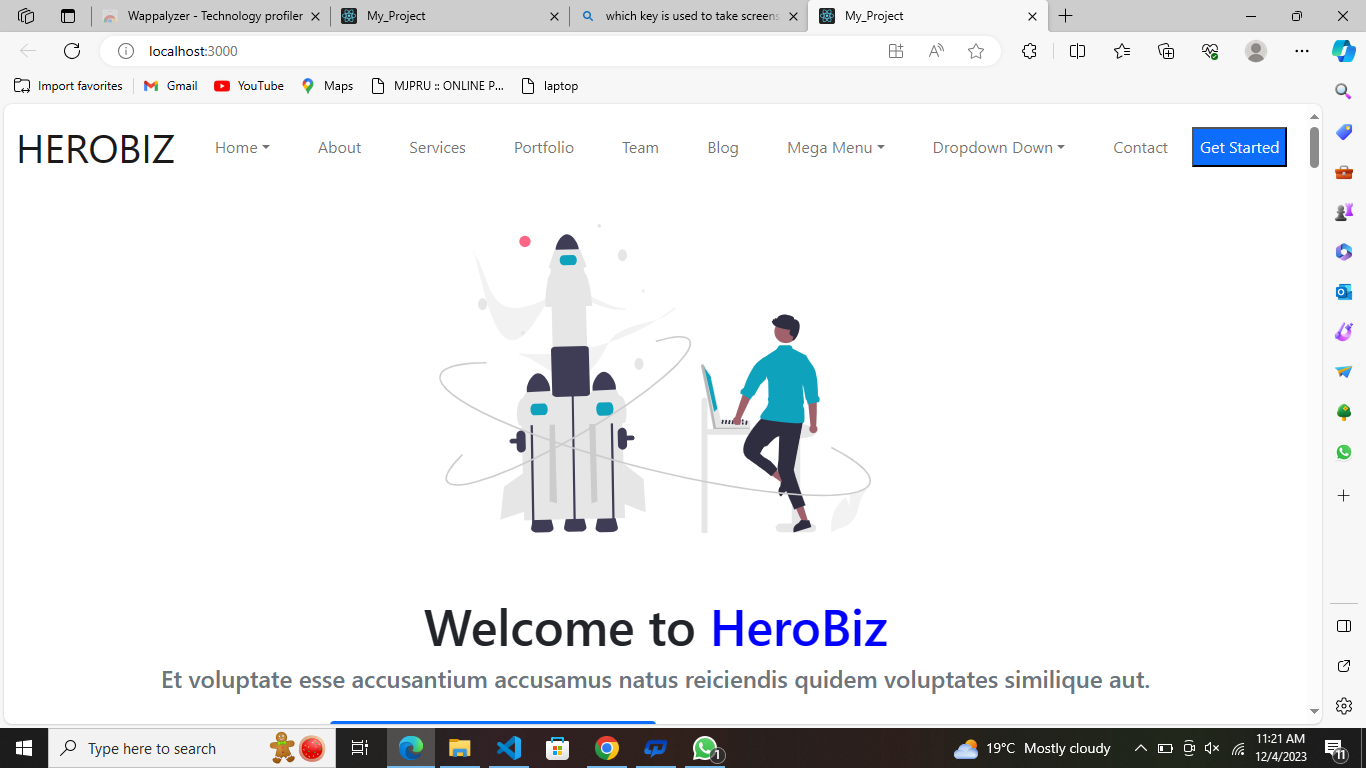 Wappalyzer - Technology profiler
My_Project
which key is used to take screens
My_Project
localhost:3000
Import favorites
Gmail
YouTube
Maps
MJPRU :: ONLINE P...
laptop
HEROBIZ
Home
About
Services
Portfolio
Team
Blog
Mega Menu
Dropdown Down
Contact
Get Started
Welcome to HeroBiz
Et voluptate esse accusantium accusamus natus reiciendis quidem voluptates similique aut.
Type here to search
1
19°C Mostly cloudy
11:21 AM
12/4/2023
11